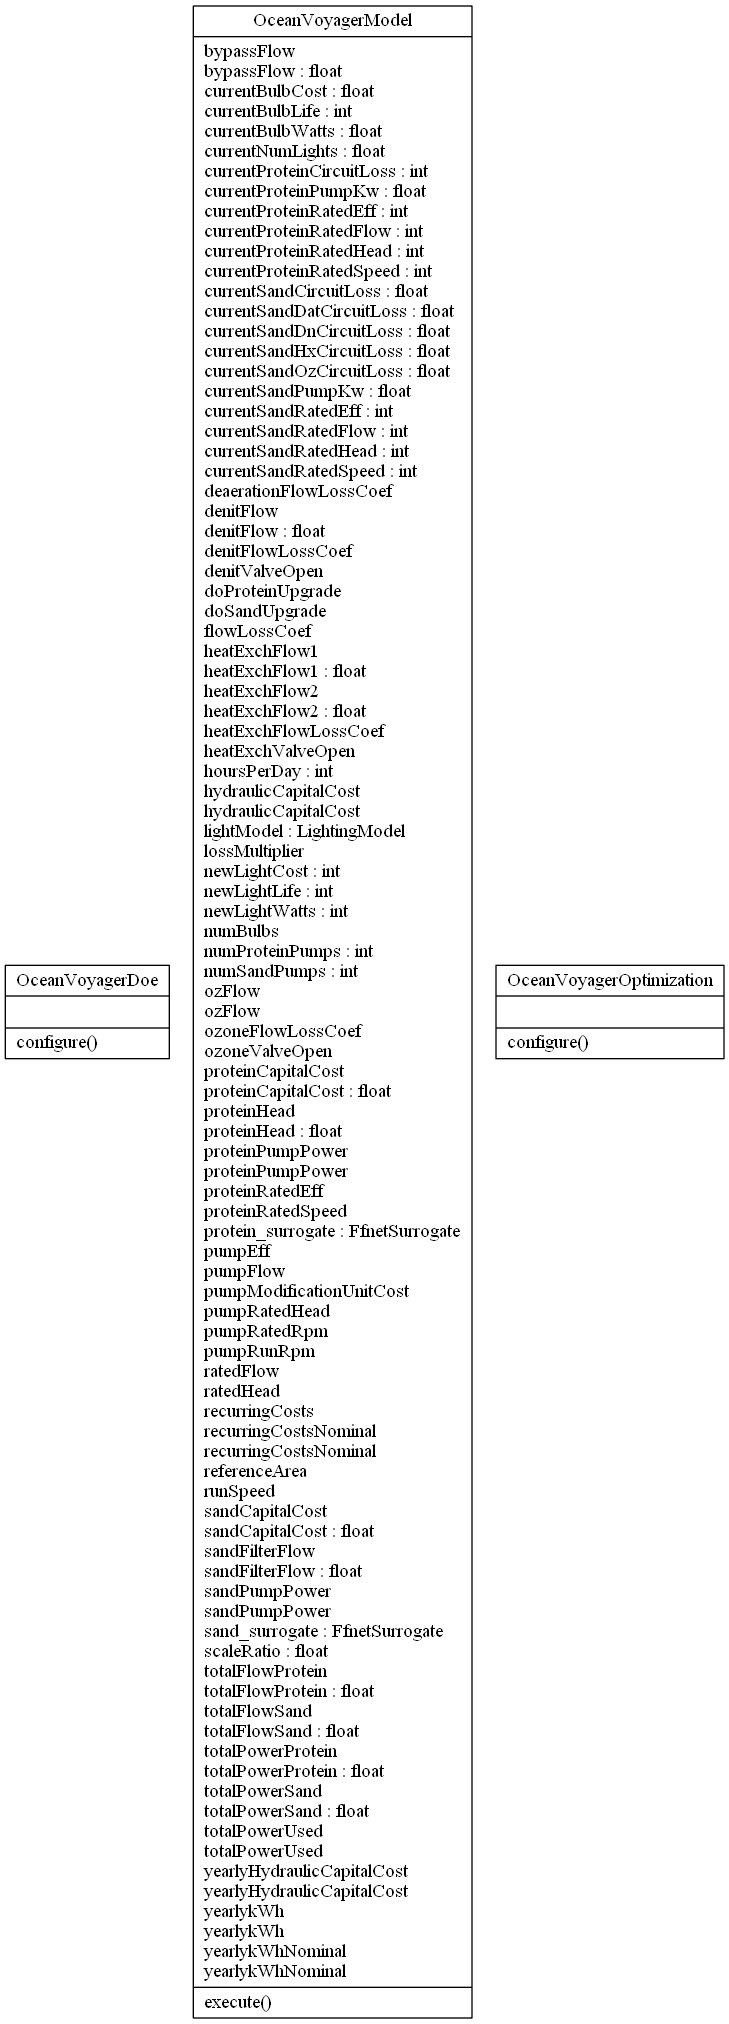 OceanVoyagerModel
bypassFlow
bypassFlow : float
currentBulbCost : float
currentBulbLife : int
currentBulbWatts : float
currentNumLights : float
currentProteinCircuitLoss : int
currentProteinPumpKw : float
currentProteinRatedEff : int
currentProteinRatedFlow : int
currentProteinRatedHead : int
currentProteinRatedSpeed : int
currentSandCircuitLoss : float
currentSandDatCircuitLoss : float
currentSandDnCircuitLoss : float
currentSandHxCircuitLoss : float
currentSandOzCircuitLoss : float
currentSandPumpKw : float
currentSandRatedEff : int
currentSandRatedFlow : int
currentSandRatedHead : int
currentSandRatedSpeed : int
deaerationFlowLossCoef
denitFlow
denitFlow : float
denitFlowLossCoef
denitValveOpen
doProteinUpgrade
doSandUpgrade
flowLossCoef
heatExchFlow1
heatExchFlow1 : float
heatExchFlow2
heatExchFlow2 : float
heatExchFlowLossCoef
heatExchValveOpen
hoursPerDay : int
hydraulicCapitalCost
hydraulicCapitalCost
lightModel : LightingModel
lossMultiplier
newLightCost : int
newLightLife : int
newLightWatts : int
numBulbs
numProteinPumps : int
numSandPumps : int
ozFlow
ozFlow
ozoneFlowLossCoef
ozoneValveOpen
proteinCapitalCost
proteinCapitalCost : float
proteinHead
proteinHead : float
proteinPumpPower
proteinPumpPower
proteinRatedEff
proteinRatedSpeed
protein_surrogate : FfnetSurrogate
pumpEff
pumpFlow
pumpModificationUnitCost
pumpRatedHead
pumpRatedRpm
pumpRunRpm
ratedFlow
ratedHead
recurringCosts
recurringCostsNominal
recurringCostsNominal
referenceArea
runSpeed
sandCapitalCost
sandCapitalCost : float
sandFilterFlow
sandFilterFlow : float
sandPumpPower
sandPumpPower
sand_surrogate : FfnetSurrogate
scaleRatio : float
totalFlowProtein
totalFlowProtein : float
totalFlowSand
totalFlowSand : float
totalPowerProtein
totalPowerProtein : float
totalPowerSand
totalPowerSand : float
totalPowerUsed
totalPowerUsed
yearlyHydraulicCapitalCost
yearlyHydraulicCapitalCost
yearlykWh
yearlykWh
yearlykWhNominal
yearlykWhNominal
execute()
OceanVoyagerDoe
configure()
OceanVoyagerOptimization
configure()